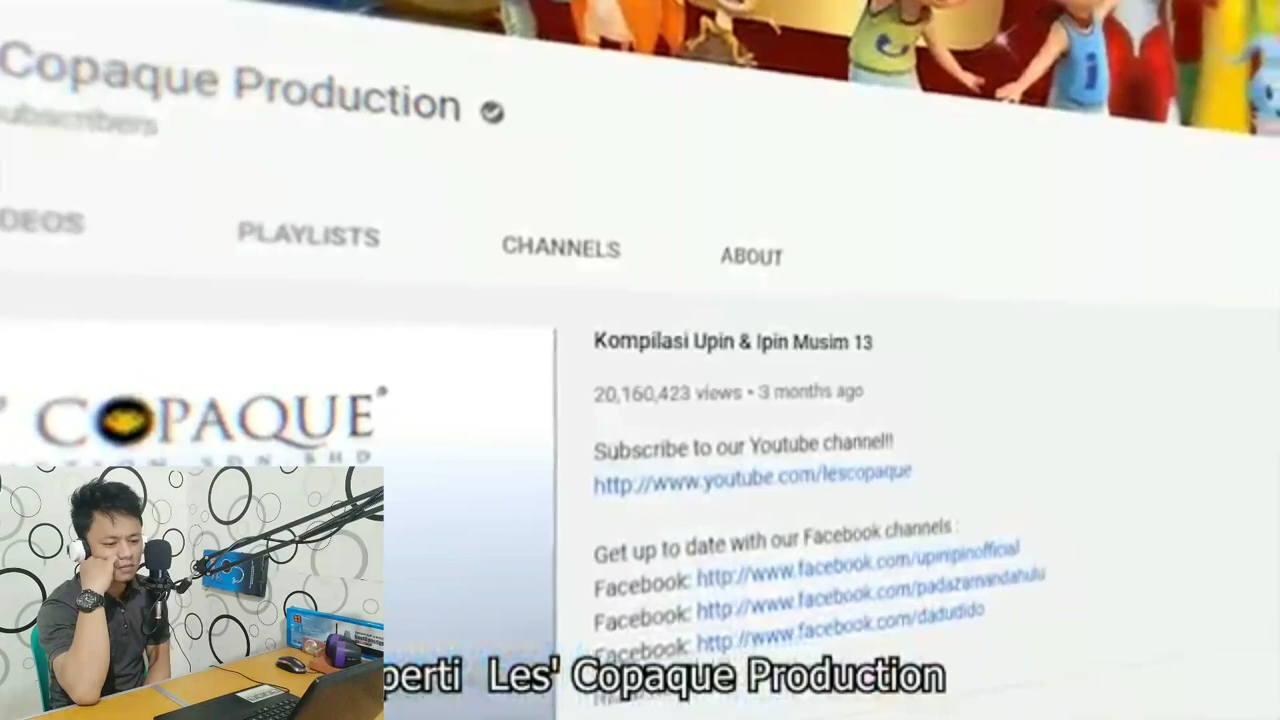 Copaque Production
subscribers
DEOS
PLAYLISTS
CHANNELS
ABOUT
COPAQUE
Kompilasi Upin & Ipin Musim 13
20,160,423 views • 3 months ago
Subscribe to our Youtube channel!!
http://www.youtube.com/lescopaque
Get up to date with our Facebook channels :
Facebook: http://www.facebook.com/upinipinofficial
Facebook: http://www.facebook.com/padazamandahulu
Facebook: http://www.facebook.com/dadudido
perti Les' Copaque Production